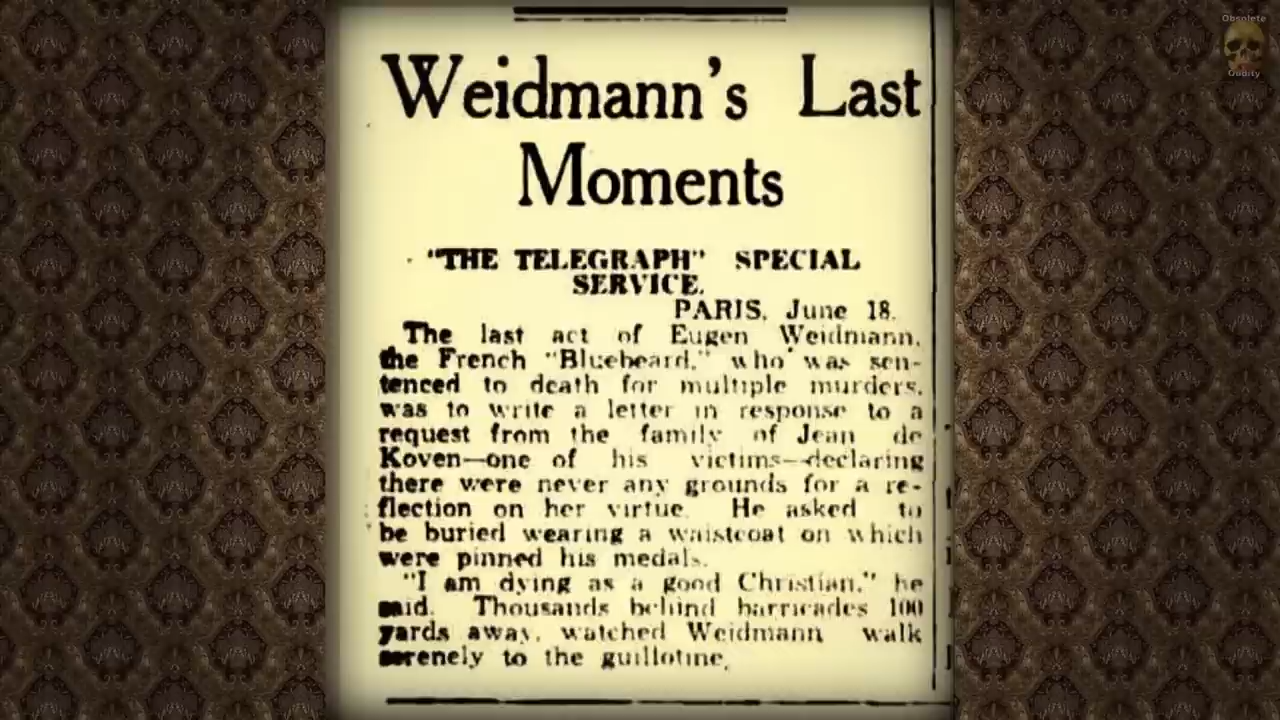 Obsolete
Oddity
Weidmann's Last
Moments
"THE TELEGRAPH" SPECIAL
SERVICE.
PARIS, June 18.
The last act of Eugen Weidmann,
the French "Bluebeard," who was sen-
tenced to death for multiple murders,
was to write a letter in response to a
request from the family of Jean de
Koven—one of his victims—declaring
there were never any grounds for a re-
flection on her virtue. He asked to
be buried wearing a waistcoat on which
were pinned his medals.
"I am dying as a good Christian," he
said. Thousands behind barricades 100
yards away, watched Weidmann walk
serenely to the guillotine.